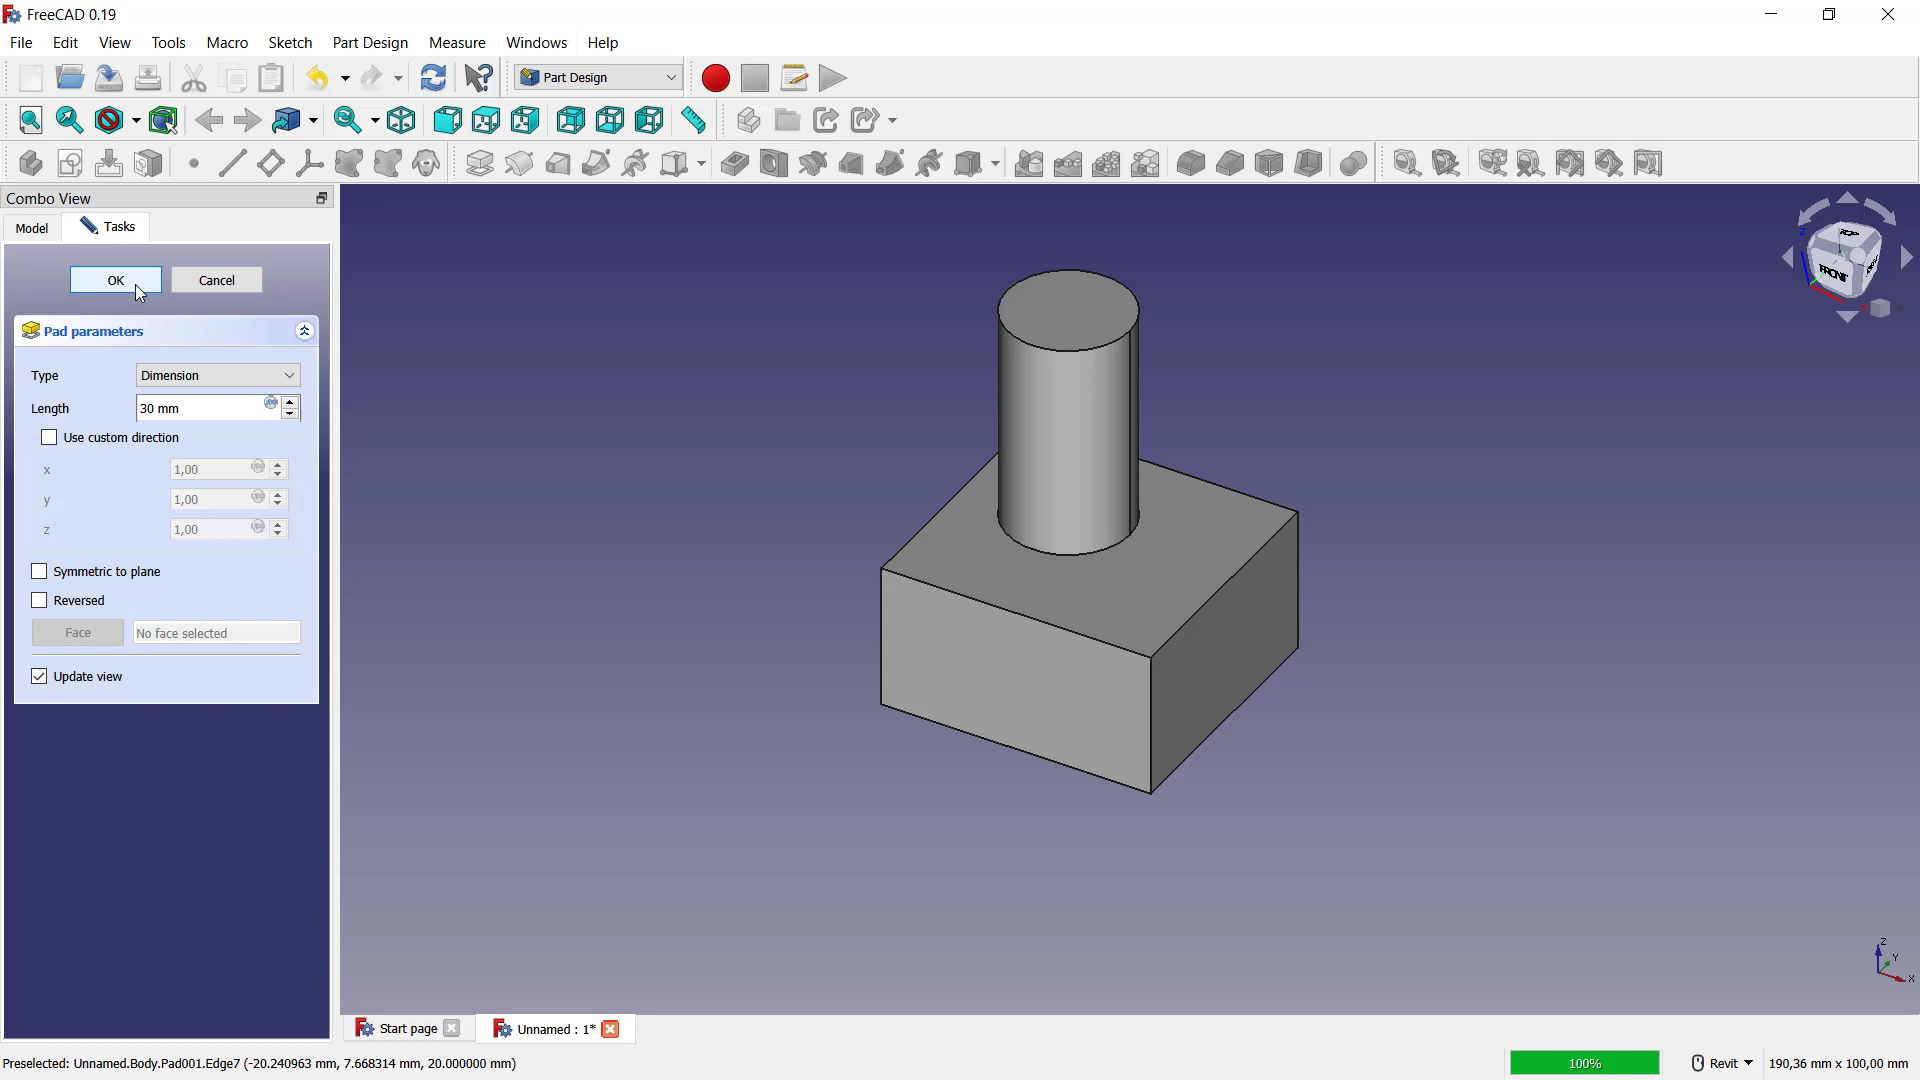 FreeCAD 0.19
File Edit View Tools Macro Sketch Part Design Measure Windows Help
Part Design
Combo View
Model Tasks
OK Cancel
Pad parameters
Type Dimension
Length 30 mm
Use custom direction
x 1,00
y 1,00
z 1,00
Symmetric to plane
Reversed
Face No face selected
Update view
TOP
FRONT
Z
Z
Y
X
Start page Unnamed : 1*
Preselected: Unnamed.Body.Pad001.Edge7 (-20.240963 mm, 7.668314 mm, 20.000000 mm) 100% Revit 190,36 mm x 100,00 mm